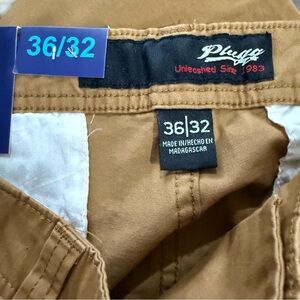 36/32
Plugg
Unleashed Since 1983
36|32
MADE IN/HECHO EN
MADAGASCAR